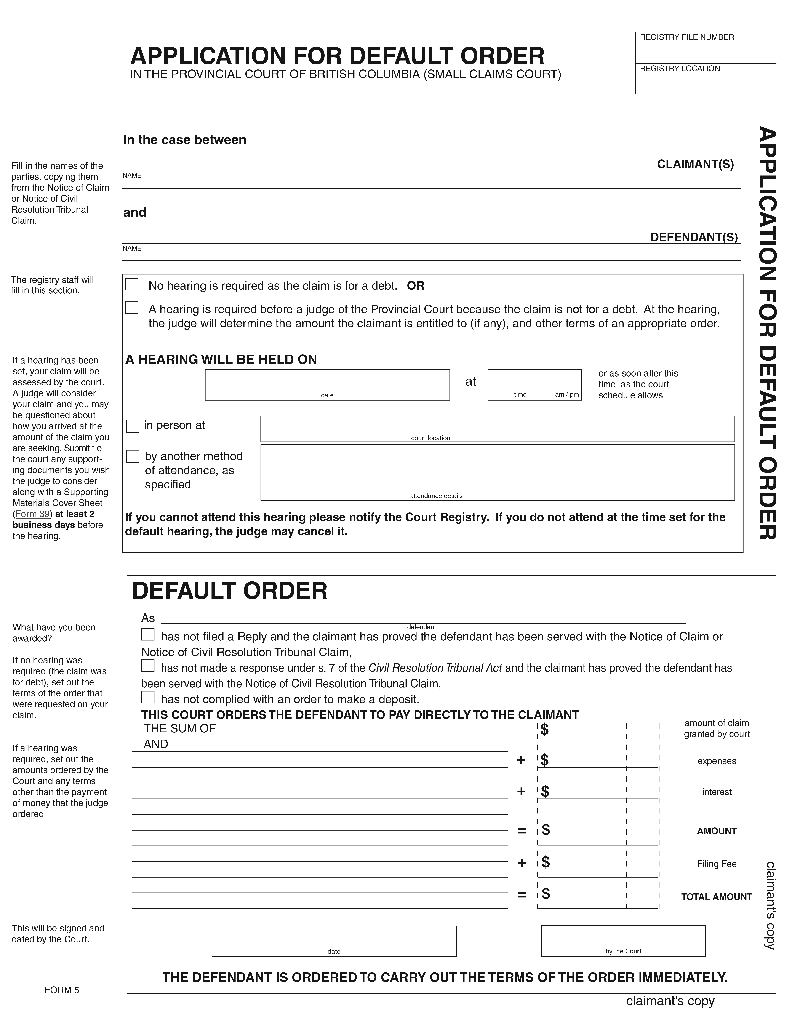 APPLICATION FOR DEFAULT ORDER
IN THE PROVINCIAL COURT OF BRITISH COLUMBIA (SMALL CLAIMS COURT)
REGISTRY FILE NUMBER
REGISTRY LOCATION
In the case between
Fill in the names of the
parties, copying them
from the Notice of Claim
or Notice of Civil
Resolution Tribunal
Claim.
CLAIMANT(S)
NAME
and
DEFENDANT(S)
NAME
APPLICATION FOR DEFAULT ORDER
The registry staff will
fill in this section.
No hearing is required as the claim is for a debt. OR
A hearing is required before a judge of the Provincial Court because the claim is not for a debt. At the hearing,
the judge will determine the amount the claimant is entitled to (if any), and other terms of an appropriate order.
If a hearing has been
set, your claim will be
assessed by the court.
A judge will consider
your claim and you may
be questioned about
how you arrived at the
amount of the claim you
are seeking. Submit to
the court any support-
ing documents you wish
the judge to consider
along with a Supporting
Materials Cover Sheet
(Form 39) at least 2
business days before
the hearing.
A HEARING WILL BE HELD ON
at
date
time
am / pm
or as soon after this
time as the court
schedule allows
in person at
court location
by another method
of attendance, as
specified
attendance details
If you cannot attend this hearing please notify the Court Registry. If you do not attend at the time set for the
default hearing, the judge may cancel it.
DEFAULT ORDER
What have you been
awarded?
If no hearing was
required (the claim was
for debt), set out the
terms of the order that
were requested on your
claim.
If a hearing was
required, set out the
amounts ordered by the
Court and any terms
other than the payment
of money that the judge
ordered
As
defendant
has not filed a Reply and the claimant has proved the defendant has been served with the Notice of Claim or
Notice of Civil Resolution Tribunal Claim,
has not made a response under s. 7 of the Civil Resolution Tribunal Act and the claimant has proved the defendant has
been served with the Notice of Civil Resolution Tribunal Claim.
has not complied with an order to make a deposit.
THIS COURT ORDERS THE DEFENDANT TO PAY DIRECTLY TO THE CLAIMANT
THE SUM OF
$
amount of claim
granted by court
AND
+ $ expenses
+ $ interest
= $ AMOUNT
+ $ Filing Fee
= $ TOTAL AMOUNT
claimant's copy
This will be signed and
dated by the Court.
date
by the Court
THE DEFENDANT IS ORDERED TO CARRY OUT THE TERMS OF THE ORDER IMMEDIATELY.
FORM 5
claimant's copy